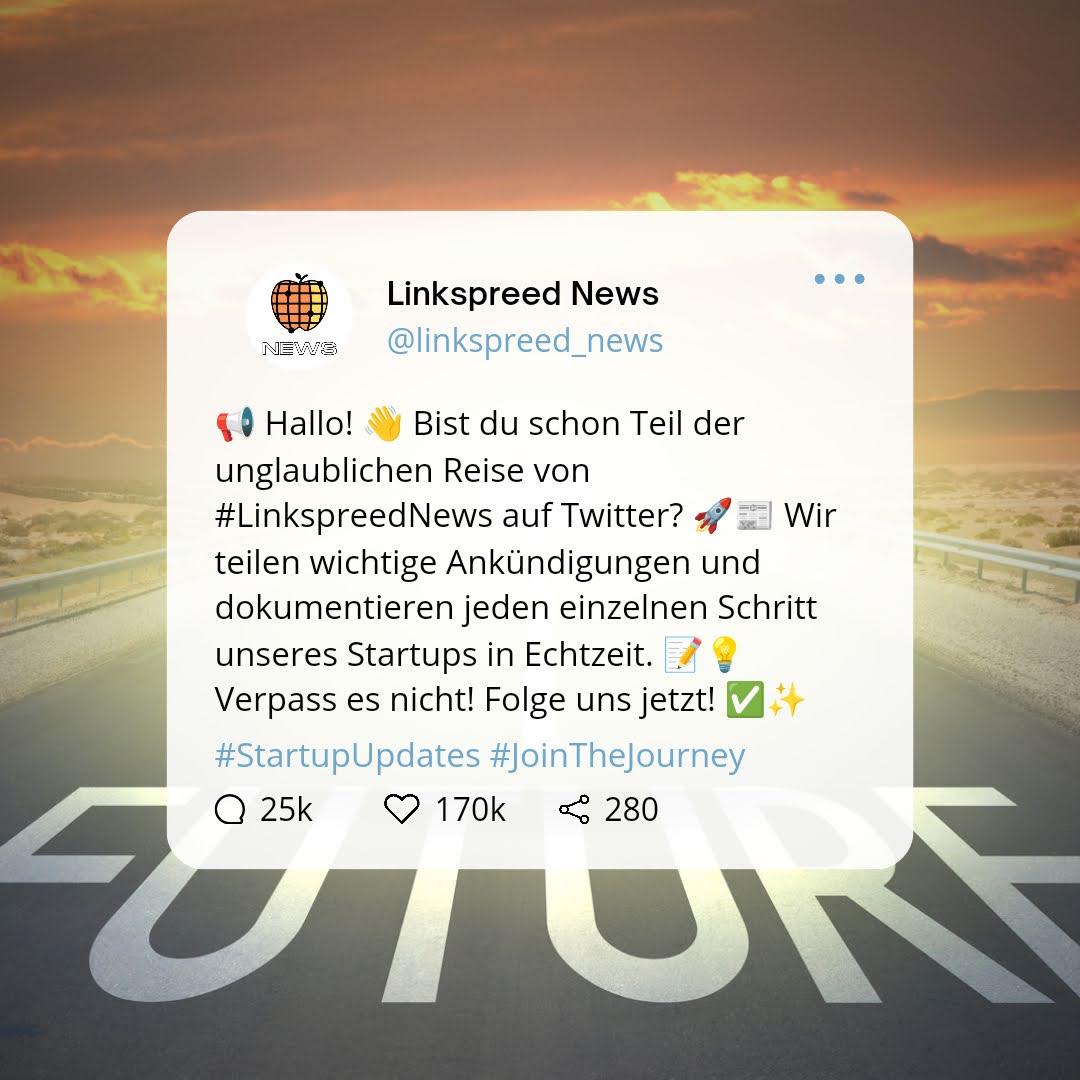 NEWS
Linkspreed News
@linkspreed_news
📢 Hallo! 👋 Bist du schon Teil der
unglaublichen Reise von
#LinkspreedNews auf Twitter? 🚀📰 Wir
teilen wichtige Ankündigungen und
dokumentieren jeden einzelnen Schritt
unseres Startups in Echtzeit. 📝💡
Verpass es nicht! Folge uns jetzt! ✅✨
#StartupUpdates #JoinTheJourney
25k 170k 280
FUTURE